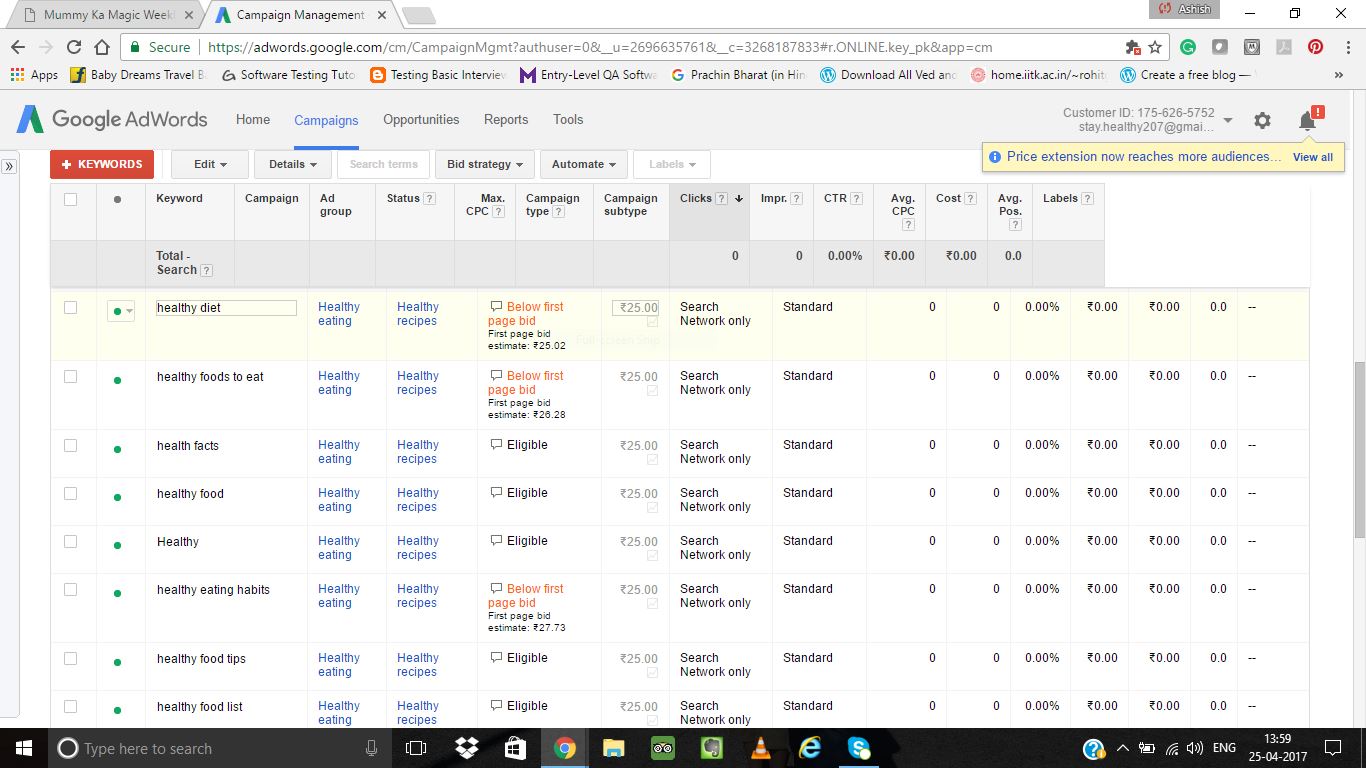 Mummy Ka Magic Week
Campaign Management
Ashish
Secure
https://adwords.google.com/cm/CampaignMgmt?authuser=0&__u=2696635761&__c=3268187833#r.ONLINE.key_pk&app=cm
Apps
Baby Dreams Travel B
Software Testing Tuto
Testing Basic Interview
Entry-Level QA Softwa
Prachin Bharat (in Hin
Download All Ved and
home.iitk.ac.in/~rohit
Create a free blog —
»
Google AdWords
Home
Campaigns
Opportunities
Reports
Tools
Customer ID: 175-626-5752
stay.healthy207@gmai...
!
Price extension now reaches more audiences...
View all
»
+ KEYWORDS
Edit
Details
Search terms
Bid strategy
Automate
Labels
Keyword
Campaign
Ad
group
Status ?
Max.
CPC ?
Campaign
type ?
Campaign
subtype
Clicks ?
Impr. ?
CTR ?
Avg.
CPC
?
Cost ?
Avg.
Pos.
?
Labels ?
Total -
Search ?
0
0
0.00%
₹0.00
₹0.00
0.0
healthy diet
Healthy
eating
Healthy
recipes
Below first
page bid
First page bid
estimate: ₹25.02
₹25.00
Search
Network only
Standard
0
0
0.00%
₹0.00
₹0.00
0.0
--
Full-screen Snip
healthy foods to eat
Healthy
eating
Healthy
recipes
Below first
page bid
First page bid
estimate: ₹26.28
₹25.00
Search
Network only
Standard
0
0
0.00%
₹0.00
₹0.00
0.0
--
health facts
Healthy
eating
Healthy
recipes
Eligible
₹25.00
Search
Network only
Standard
0
0
0.00%
₹0.00
₹0.00
0.0
--
healthy food
Healthy
eating
Healthy
recipes
Eligible
₹25.00
Search
Network only
Standard
0
0
0.00%
₹0.00
₹0.00
0.0
--
Healthy
Healthy
eating
Healthy
recipes
Eligible
₹25.00
Search
Network only
Standard
0
0
0.00%
₹0.00
₹0.00
0.0
--
healthy eating habits
Healthy
eating
Healthy
recipes
Below first
page bid
First page bid
estimate: ₹27.73
₹25.00
Search
Network only
Standard
0
0
0.00%
₹0.00
₹0.00
0.0
--
healthy food tips
Healthy
eating
Healthy
recipes
Eligible
₹25.00
Search
Network only
Standard
0
0
0.00%
₹0.00
₹0.00
0.0
--
healthy food list
Healthy
eating
Healthy
recipes
Eligible
₹25.00
Search
Network only
Standard
0
0
0.00%
₹0.00
₹0.00
0.0
--
Type here to search
ENG
13:59
25-04-2017